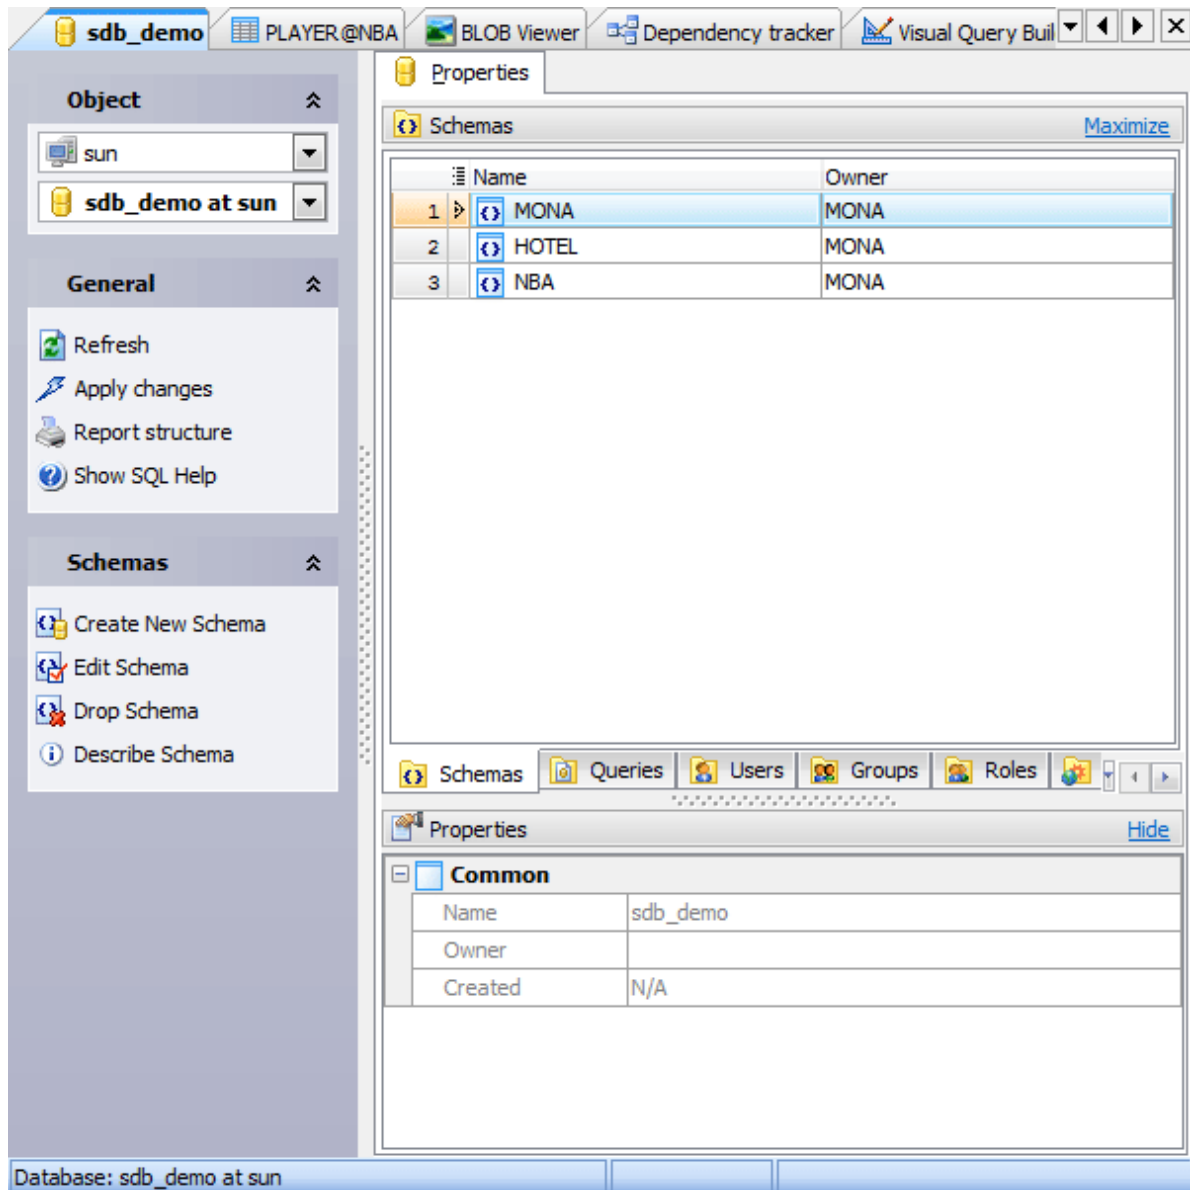 sdb_demo PLAYER@NBA BLOB Viewer Dependency tracker Visual Query Buil
Object
sun
sdb_demo at sun
General
Refresh
Apply changes
Report structure
Show SQL Help
Schemas
Create New Schema
Edit Schema
Drop Schema
Describe Schema
Properties
Schemas Maximize
Name Owner
1 MONA MONA
2 HOTEL MONA
3 NBA MONA
Schemas Queries Users Groups Roles
Properties Hide
Common
Name sdb_demo
Owner
Created N/A
Database: sdb_demo at sun